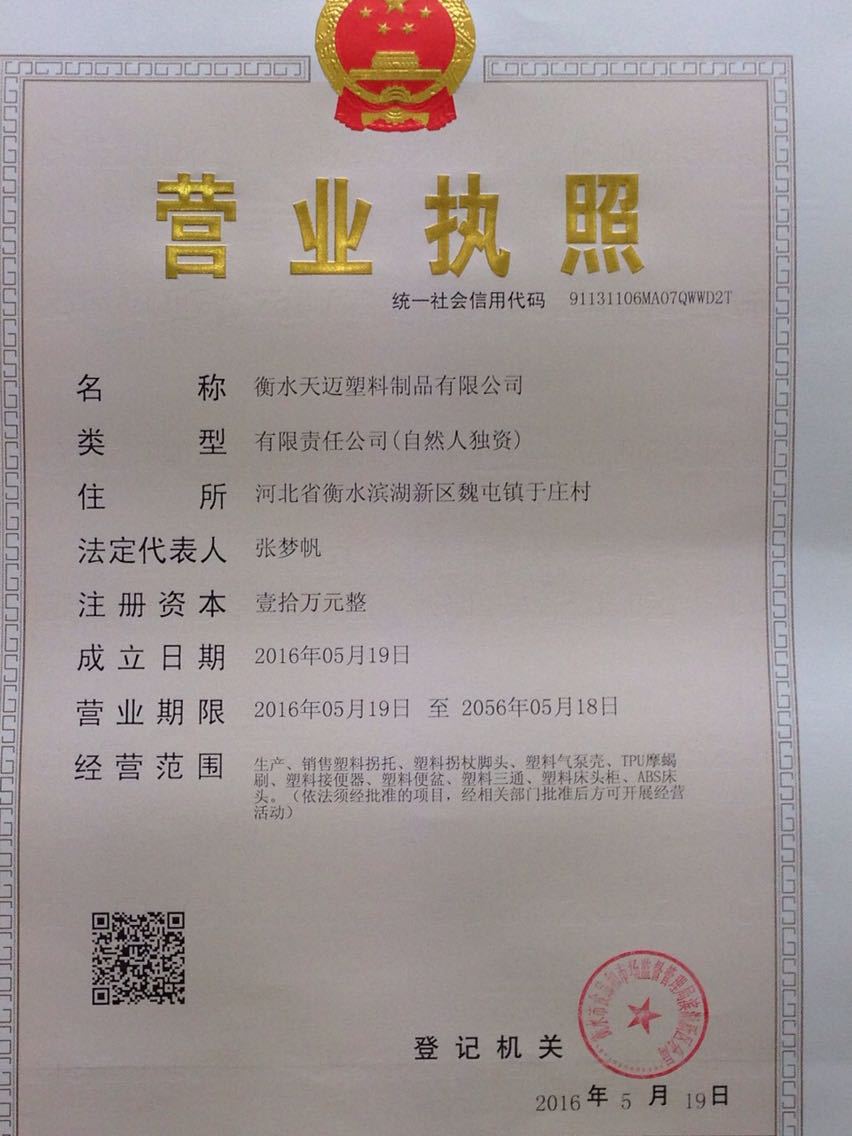 营业执照
统一社会信用代码 91131106MA07QWWD2T
名称 衡水天迈塑料制品有限公司
类型 有限责任公司(自然人独资)
住所 河北省衡水滨湖新区魏屯镇于庄村
法定代表人 张梦帆
注册资本 壹拾万元整
成立日期 2016年05月19日
营业期限 2016年05月19日 至 2056年05月18日
经营范围 生产、销售塑料拐托、塑料拐杖脚头、塑料气泵壳、TPU摩蝎
刷、塑料接便器、塑料便盆、塑料三通、塑料床头柜、ABS床
头。（依法须经批准的项目，经相关部门批准后方可开展经营
活动）
市场监督管理局
登记机关
2016年5月19日